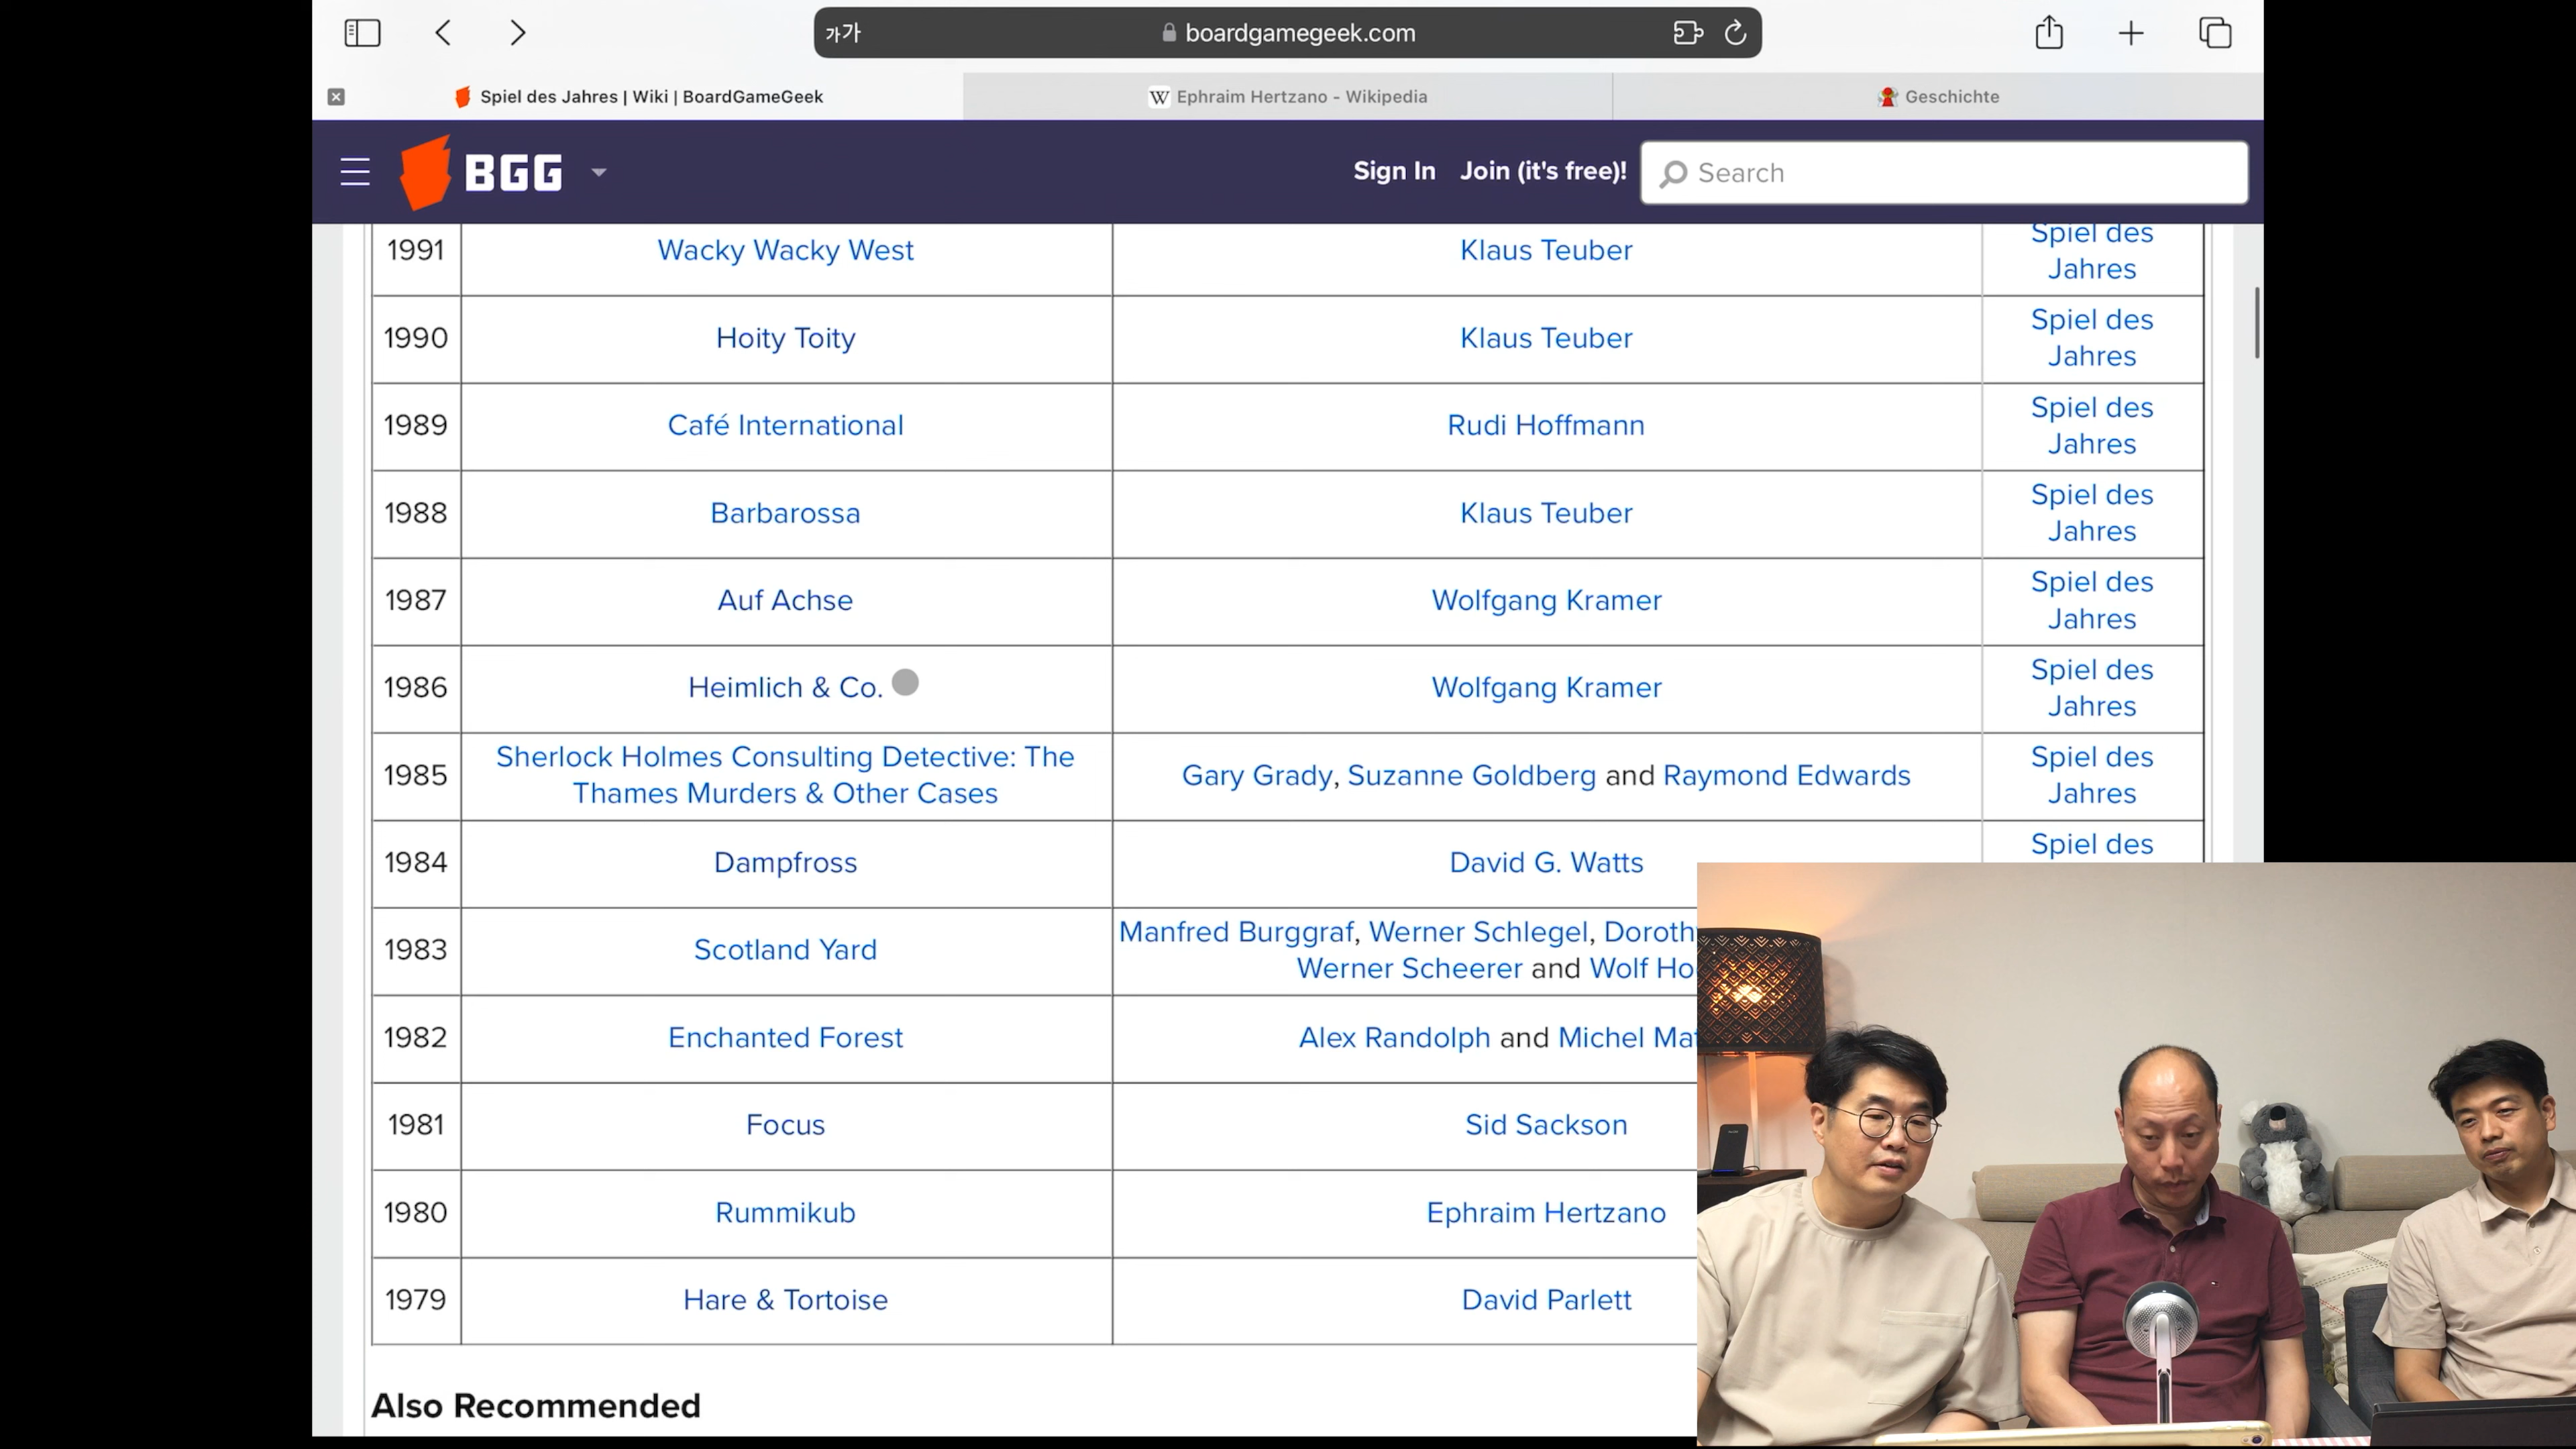 가가 boardgamegeek.com
Spiel des Jahres | Wiki | BoardGameGeek
W Ephraim Hertzano - Wikipedia
Geschichte
BGG
Sign In Join (it's free)! Search
1991 Wacky Wacky West Klaus Teuber Spiel des
Jahres
1990 Hoity Toity Klaus Teuber Spiel des
Jahres
1989 Café International Rudi Hoffmann Spiel des
Jahres
1988 Barbarossa Klaus Teuber Spiel des
Jahres
1987 Auf Achse Wolfgang Kramer Spiel des
Jahres
1986 Heimlich & Co. Wolfgang Kramer Spiel des
Jahres
1985 Sherlock Holmes Consulting Detective: The
Thames Murders & Other Cases
Gary Grady, Suzanne Goldberg and Raymond Edwards
Spiel des
Jahres
1984 Dampfross David G. Watts Spiel des
1983 Scotland Yard
Manfred Burggraf, Werner Schlegel, Doroth
Werner Scheerer and Wolf Ho
1982 Enchanted Forest Alex Randolph and Michel Mat
1981 Focus Sid Sackson
1980 Rummikub Ephraim Hertzano
1979 Hare & Tortoise David Parlett
Also Recommended